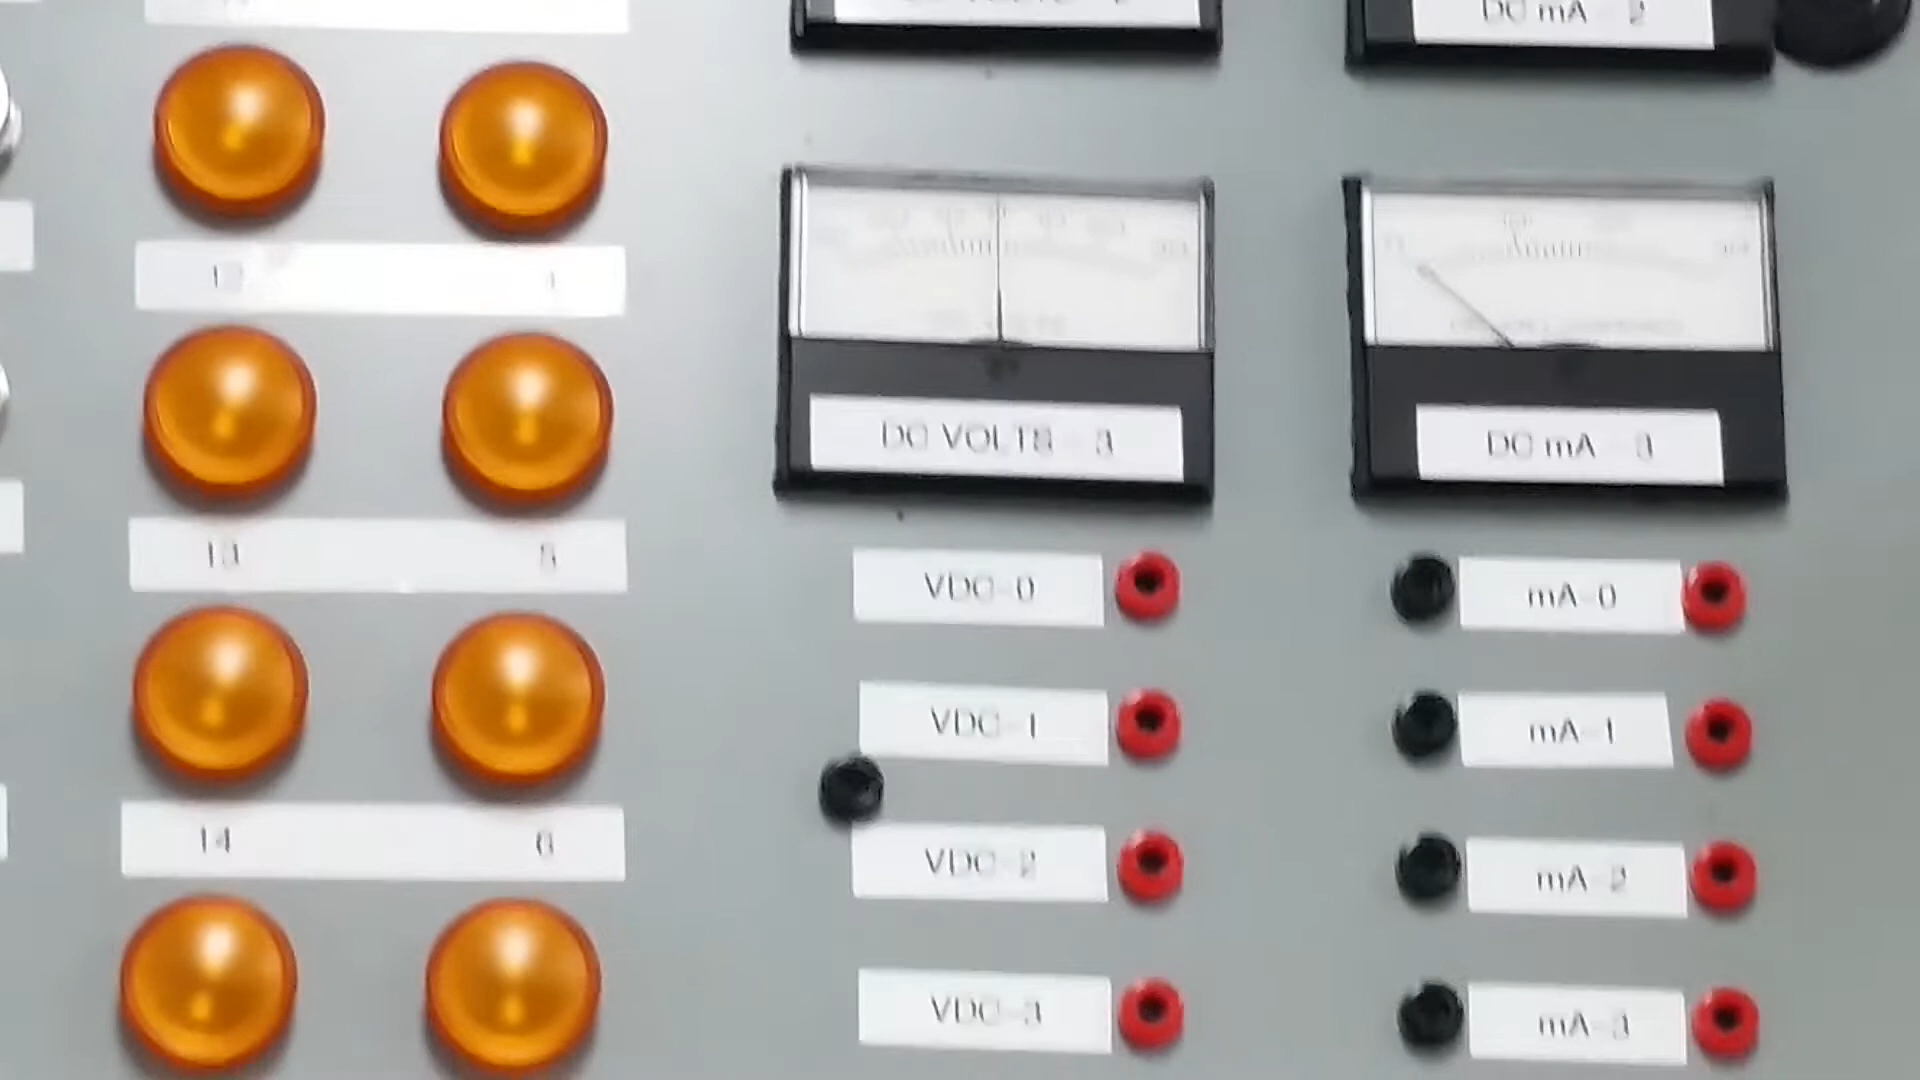 DC mA - 2
12 4
DC VOLTS - 3
DC mA - 3
13 5
14 6
VDC-0
VDC-1
VDC-2
VDC-3
mA-0
mA-1
mA-2
mA-3